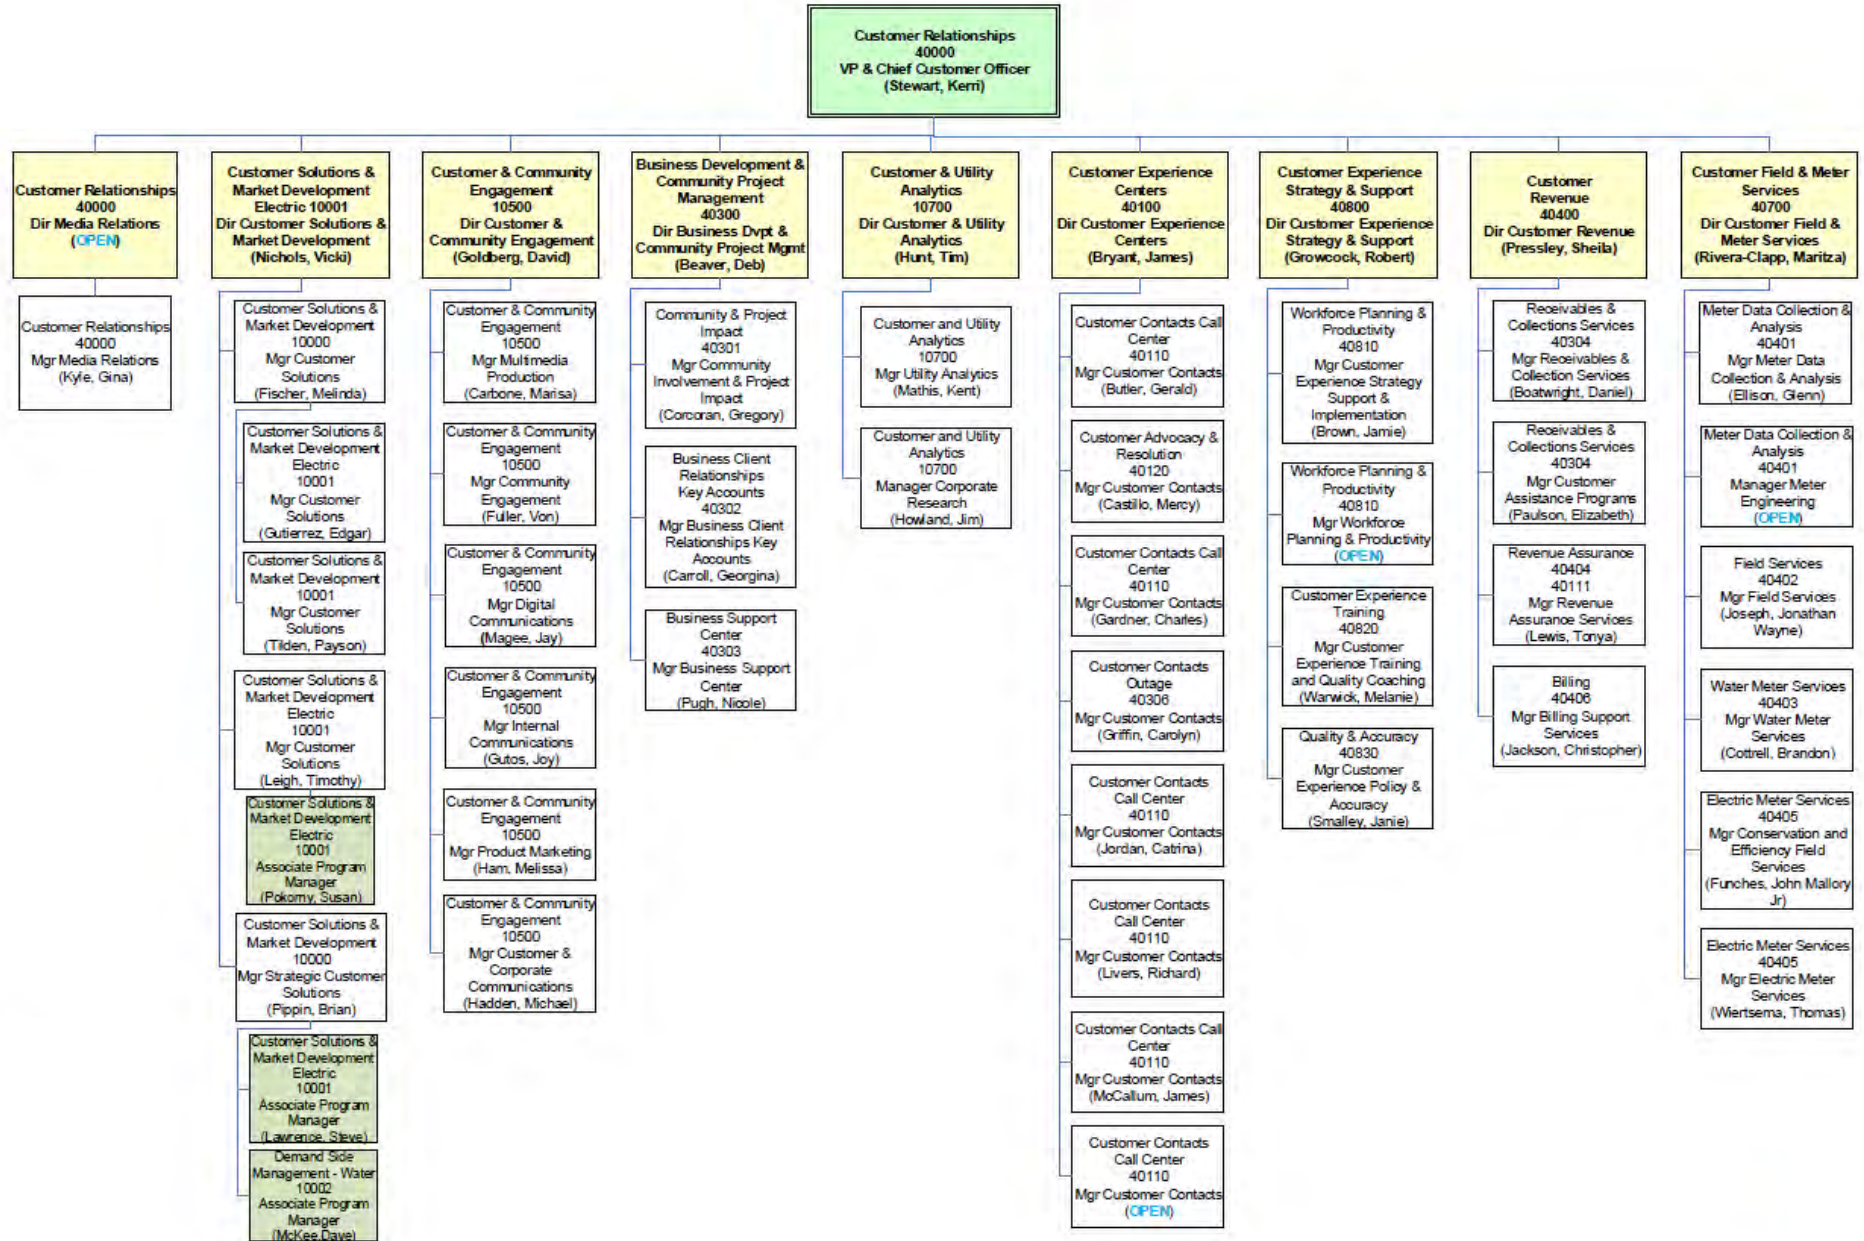 Customer Relationships
40000
VP & Chief Customer Officer
(Stewart, Kerri)
Customer Relationships
40000
Dir Media Relations
(OPEN)
Customer Relationships
40000
Mgr Media Relations
(Kyle, Gina)
Customer Solutions &
Market Development
Electric 10001
Dir Customer Solutions &
Market Development
(Nichols, Vicki)
Customer Solutions &
Market Development
10000
Mgr Customer
Solutions
(Fischer, Melinda)
Customer Solutions &
Market Development
Electric
10001
Mgr Customer
Solutions
(Gutierrez, Edgar)
Customer Solutions &
Market Development
10001
Mgr Customer
Solutions
(Tilden, Payson)
Customer Solutions &
Market Development
Electric
10001
Mgr Customer
Solutions
(Leigh, Timothy)
Customer Solutions &
Market Development
Electric
10001
Associate Program
Manager
(Pokorny, Susan)
Customer Solutions &
Market Development
10000
Mgr Strategic Customer
Solutions
(Pippin, Brian)
Customer Solutions &
Market Development
Electric
10001
Associate Program
Manager
(Lawrence, Steve)
Demand Side
Management - Water
10002
Associate Program
Manager
(McKee,Dave)
Customer & Community
Engagement
10500
Dir Customer &
Community Engagement
(Goldberg, David)
Customer & Community
Engagement
10500
Mgr Multimedia
Production
(Carbone, Marisa)
Customer & Community
Engagement
10500
Mgr Community
Engagement
(Fuller, Von)
Customer & Community
Engagement
10500
Mgr Digital
Communications
(Magee, Jay)
Customer & Community
Engagement
10500
Mgr Internal
Communications
(Gutos, Joy)
Customer & Community
Engagement
10500
Mgr Product Marketing
(Ham, Melissa)
Customer & Community
Engagement
10500
Mgr Customer &
Corporate
Communications
(Hadden, Michael)
Business Development &
Community Project
Management
40300
Dir Business Dvpt &
Community Project Mgmt
(Beaver, Deb)
Community & Project
Impact
40301
Mgr Community
Involvement & Project
Impact
(Corcoran, Gregory)
Business Client
Relationships
Key Accounts
40302
Mgr Business Client
Relationships Key
Accounts
(Carroll, Georgina)
Business Support
Center
40303
Mgr Business Support
Center
(Pugh, Nicole)
Customer & Utility
Analytics
10700
Dir Customer & Utility
Analytics
(Hunt, Tim)
Customer and Utility
Analytics
10700
Mgr Utility Analytics
(Mathis, Kent)
Customer and Utility
Analytics
10700
Manager Corporate
Research
(Howland, Jim)
Customer Experience
Centers
40100
Dir Customer Experience
Centers
(Bryant, James)
Customer Contacts Call
Center
40110
Mgr Customer Contacts
(Butler, Gerald)
Customer Advocacy &
Resolution
40120
Mgr Customer Contacts
(Castillo, Mercy)
Customer Contacts Call
Center
40110
Mgr Customer Contacts
(Gardner, Charles)
Customer Contacts
Outage
40306
Mgr Customer Contacts
(Griffin, Carolyn)
Customer Contacts
Call Center
40110
Mgr Customer Contacts
(Jordan, Catrina)
Customer Contacts
Call Center
40110
Mgr Customer Contacts
(Livers, Richard)
Customer Contacts Call
Center
40110
Mgr Customer Contacts
(McCallum, James)
Customer Contacts
Call Center
40110
Mgr Customer Contacts
(OPEN)
Customer Experience
Strategy & Support
40800
Dir Customer Experience
Strategy & Support
(Growcock, Robert)
Workforce Planning &
Productivity
40810
Mgr Customer
Experience Strategy
Support &
Implementation
(Brown, Jamie)
Workforce Planning &
Productivity
40810
Mgr Workforce
Planning & Productivity
(OPEN)
Customer Experience
Training
40820
Mgr Customer
Experience Training
and Quality Coaching
(Warwick, Melanie)
Quality & Accuracy
40830
Mgr Customer
Experience Policy &
Accuracy
(Smalley, Janie)
Customer
Revenue
40400
Dir Customer Revenue
(Pressley, Sheila)
Receivables &
Collections Services
40304
Mgr Receivables &
Collection Services
(Boatwright, Daniel)
Receivables &
Collections Services
40304
Mgr Customer
Assistance Programs
(Paulson, Elizabeth)
Revenue Assurance
40404
40111
Mgr Revenue
Assurance Services
(Lewis, Tonya)
Billing
40406
Mgr Billing Support
Services
(Jackson, Christopher)
Customer Field & Meter
Services
40700
Dir Customer Field &
Meter Services
(Rivera-Clapp, Maritza)
Meter Data Collection &
Analysis
40401
Mgr Meter Data
Collection & Analysis
(Ellison, Glenn)
Meter Data Collection &
Analysis
40401
Manager Meter
Engineering
(OPEN)
Field Services
40402
Mgr Field Services
(Joseph, Jonathan
Wayne)
Water Meter Services
40403
Mgr Water Meter
Services
(Cottrell, Brandon)
Electric Meter Services
40405
Mgr Conservation and
Efficiency Field
Services
(Funches, John Mallory
Jr)
Electric Meter Services
40405
Mgr Electric Meter
Services
(Wiertsema, Thomas)